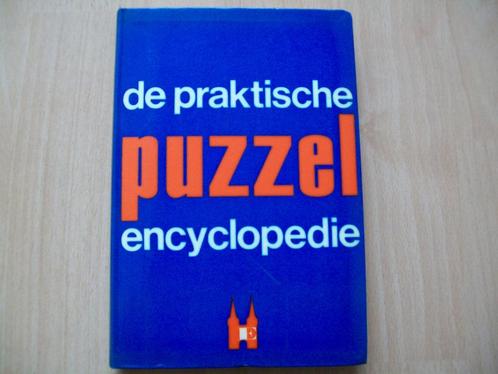 de praktische
puzzel
encyclopedie
E